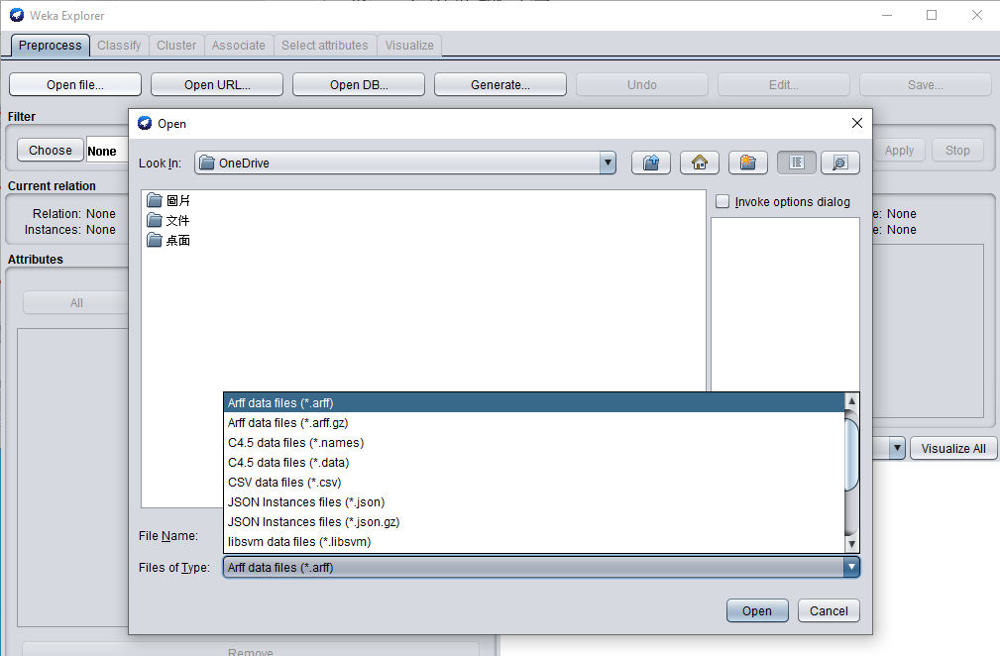 Weka Explorer
Preprocess Classify Cluster Associate Select attributes Visualize
Open file... Open URL... Open DB... Generate... Undo Edit... Save...
Filter
Choose None Apply Stop
Current relation
Relation: None
Instances: None
e: None
e: None
Attributes
All
Remove
Visualize All
Open
Look In: OneDrive
圖片
文件
桌面
Invoke options dialog
Arff data files (*.arff)
Arff data files (*.arff.gz)
C4.5 data files (*.names)
C4.5 data files (*.data)
CSV data files (*.csv)
JSON Instances files (*.json)
JSON Instances files (*.json.gz)
libsvm data files (*.libsvm)
File Name:
Files of Type: Arff data files (*.arff)
Open Cancel